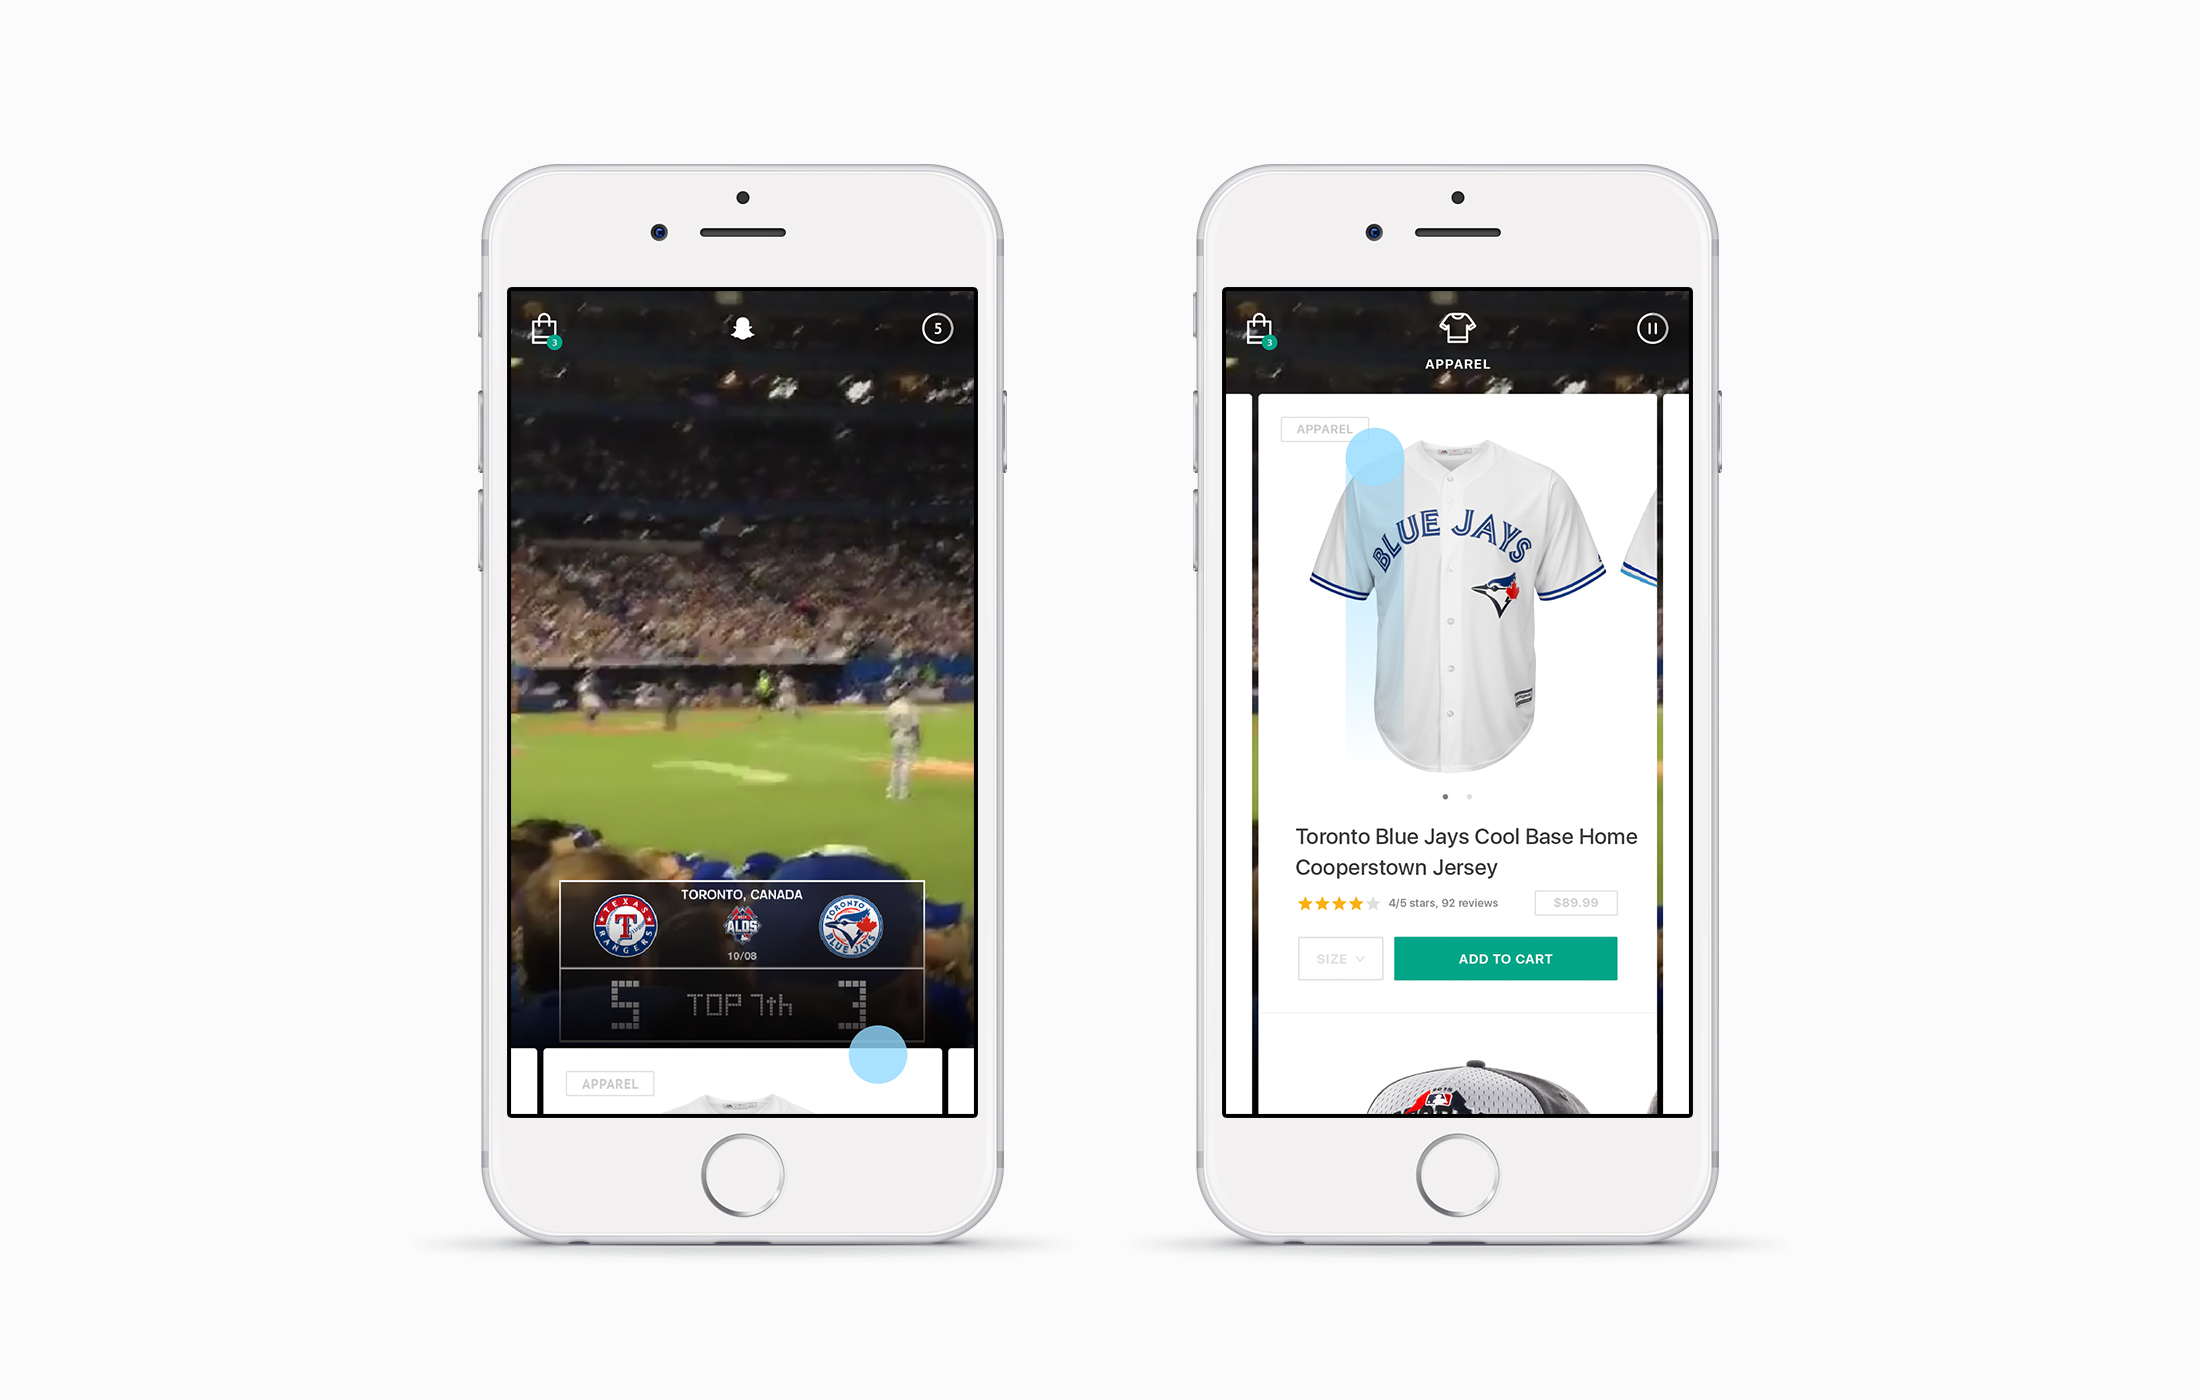 3
5
TORONTO, CANADA
TEXAS
T
RANGERS
ALDS
10/08
TORONTO
BLUE JAYS
5
TOP 7th
3
APPAREL
3
APPAREL
APPAREL
BLUE JAYS
Toronto Blue Jays Cool Base Home
Cooperstown Jersey
4/5 stars, 92 reviews
$89.99
SIZE
ADD TO CART